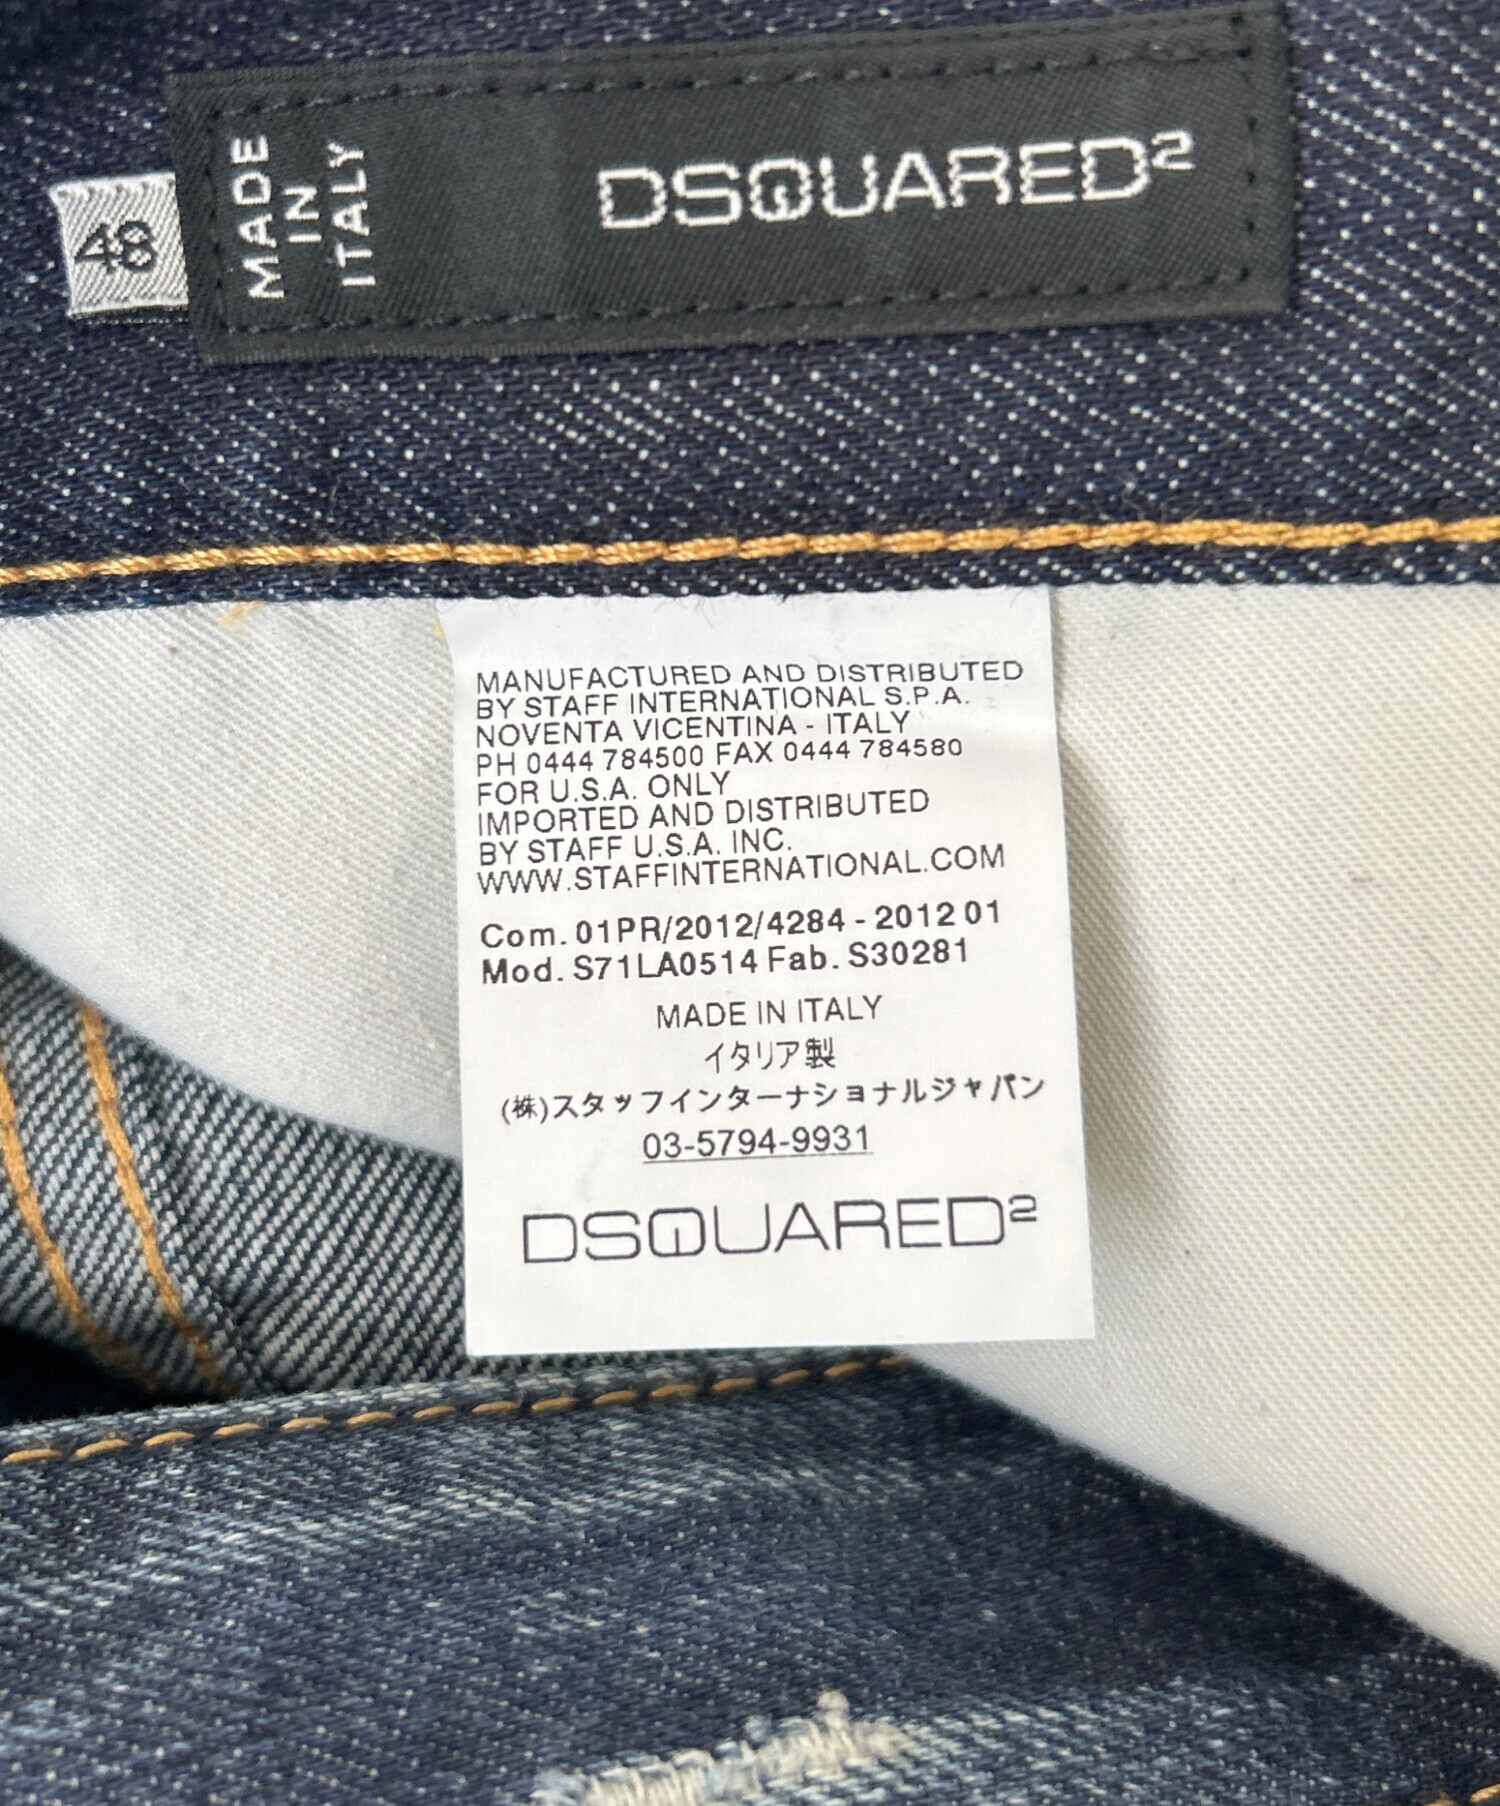 48
MADE
IN
ITALY
DSQUARED²
MANUFACTURED AND DISTRIBUTED
BY STAFF INTERNATIONAL S.P.A.
NOVENTA VICENTINA - ITALY
PH 0444 784500 FAX 0444 784580
FOR U.S.A. ONLY
IMPORTED AND DISTRIBUTED
BY STAFF U.S.A. INC.
WWW.STAFFINTERNATIONAL.COM
Com. 01PR/2012/4284 - 2012 01
Mod. S71LA0514 Fab. S30281
MADE IN ITALY
イタリア製
(株)スタッフインターナショナルジャパン
03-5794-9931
DSQUARED²